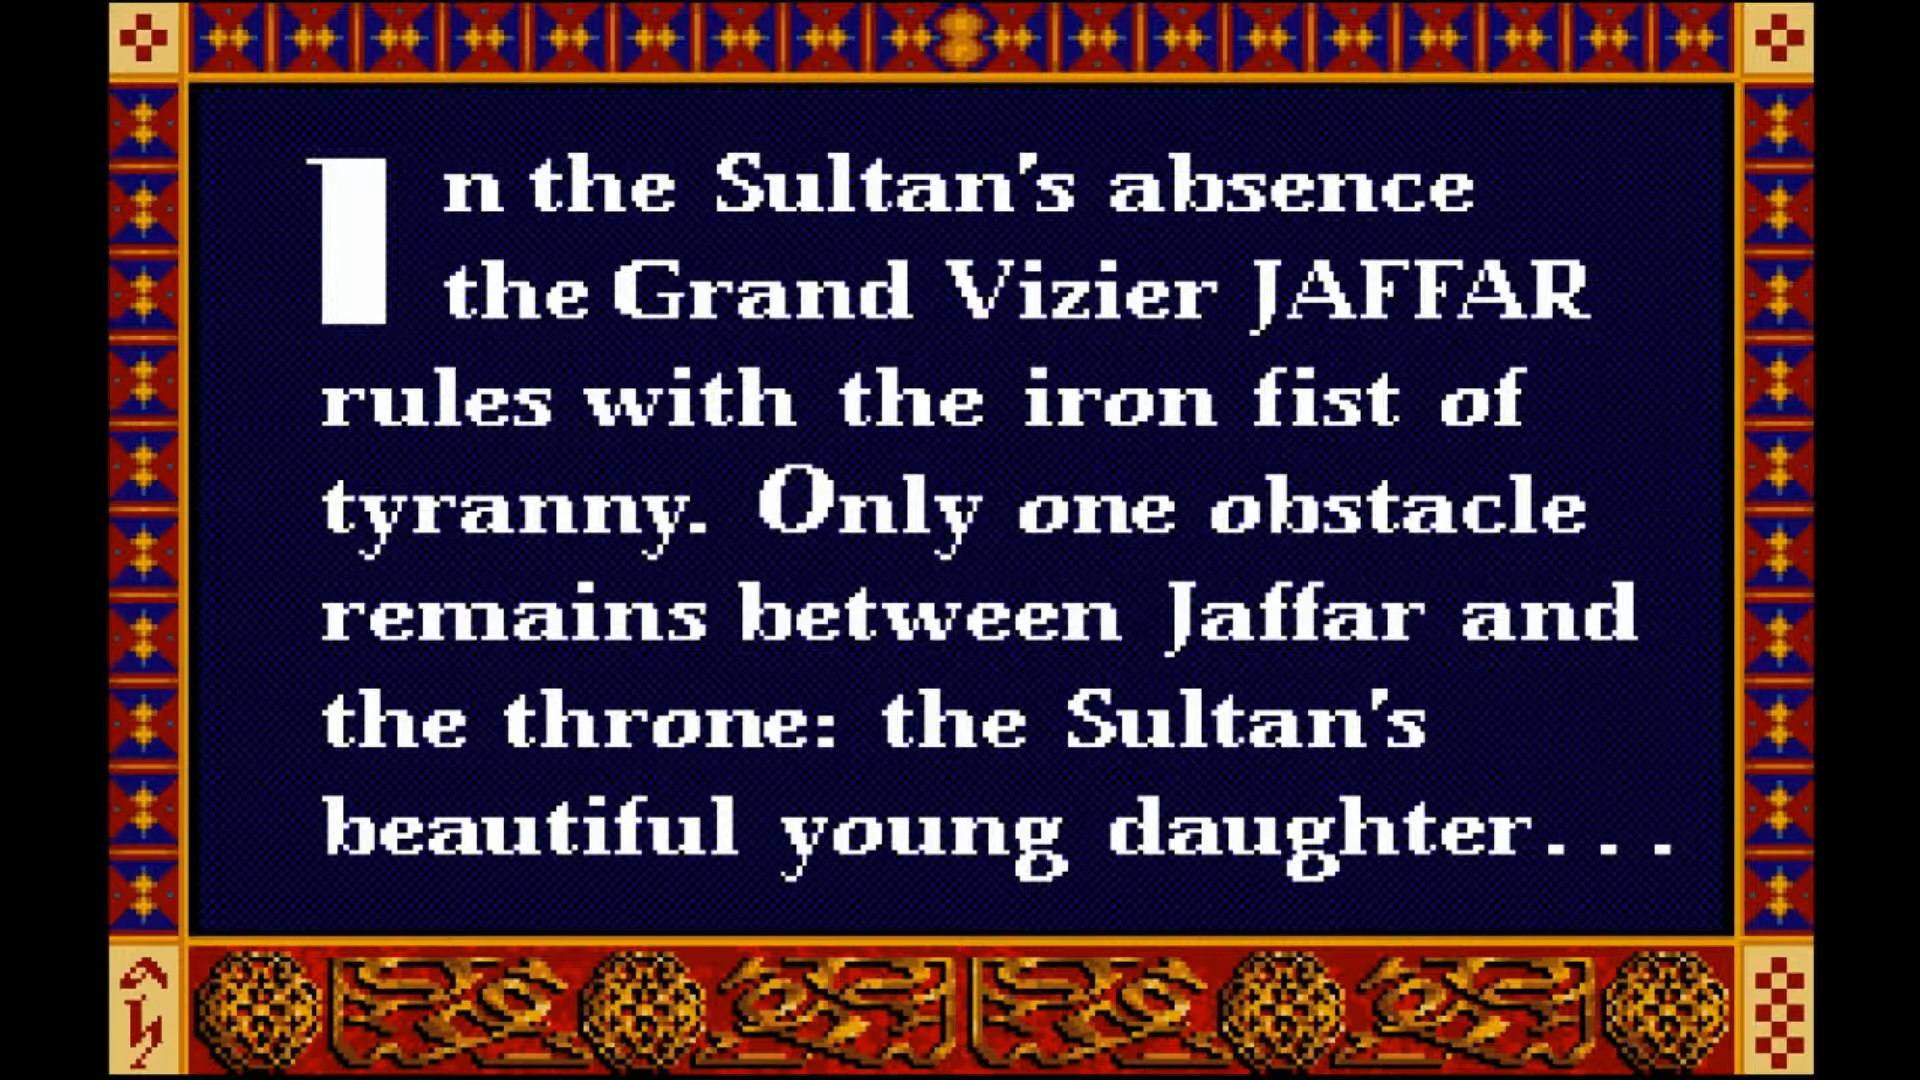 In the Sultan's absence
the Grand Vizier JAFFAR
rules with the iron fist of
tyranny. Only one obstacle
remains between Jaffar and
the throne: the Sultan's
beautiful young daughter...